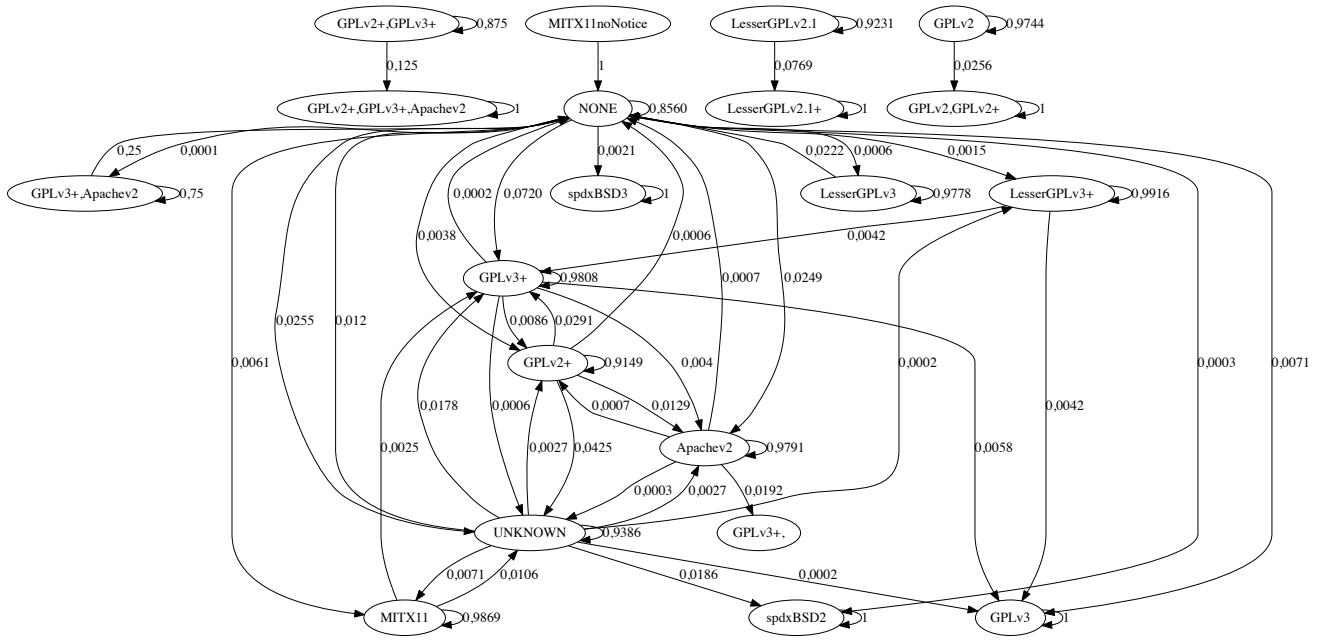 GPLv2+,GPLv3+ 0,875 MITX11noNotice LesserGPLv2.1 0,9231 GPLv2 0,9744
0,125 1 0,0769 0,0256
GPLv2+,GPLv3+,Apachev2 1 NONE 0,8560 LesserGPLv2.1+ 1 GPLv2,GPLv2+ 1
0,25 0,0001 0,0021 0,0222 0,0006 0,0015
GPLv3+,Apachev2 0,75 0,0002 0,0720 spdxBSD3 1 LesserGPLv3 0,9778 LesserGPLv3+ 0,9916
0,0038 0,0006 0,0042
GPLv3+ 0,9808 0,0007 0,0249
0,0255 0,012 0,0086 0,0291
0,0061 GPLv2+ 0,9149 0,004 0,0002 0,0003 0,0071
0,0178 0,0006 0,0007 0,0129 0,0042
0,0025 0,0027 0,0425 Apachev2 0,9791 0,0058
0,0003 0,0027 0,0192
UNKNOWN 0,9386 GPLv3+,
0,0071 0,0106 0,0186 0,0002
MITX11 0,9869 spdxBSD2 1 GPLv3 1